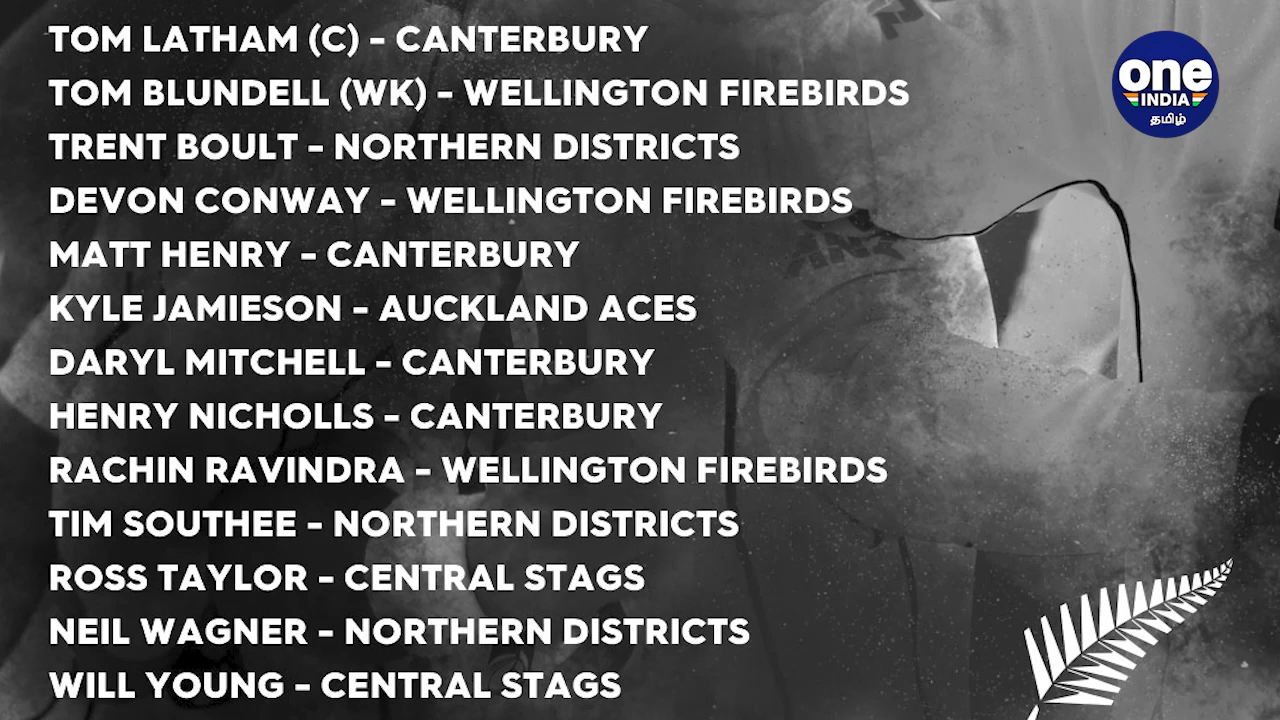 TOM LATHAM (C) - CANTERBURY
TOM BLUNDELL (WK) - WELLINGTON FIREBIRDS
TRENT BOULT - NORTHERN DISTRICTS
DEVON CONWAY - WELLINGTON FIREBIRDS
MATT HENRY - CANTERBURY
KYLE JAMIESON - AUCKLAND ACES
DARYL MITCHELL - CANTERBURY
HENRY NICHOLLS - CANTERBURY
RACHIN RAVINDRA - WELLINGTON FIREBIRDS
TIM SOUTHEE - NORTHERN DISTRICTS
ROSS TAYLOR - CENTRAL STAGS
NEIL WAGNER - NORTHERN DISTRICTS
WILL YOUNG - CENTRAL STAGS
one
INDIA
தமிழ்